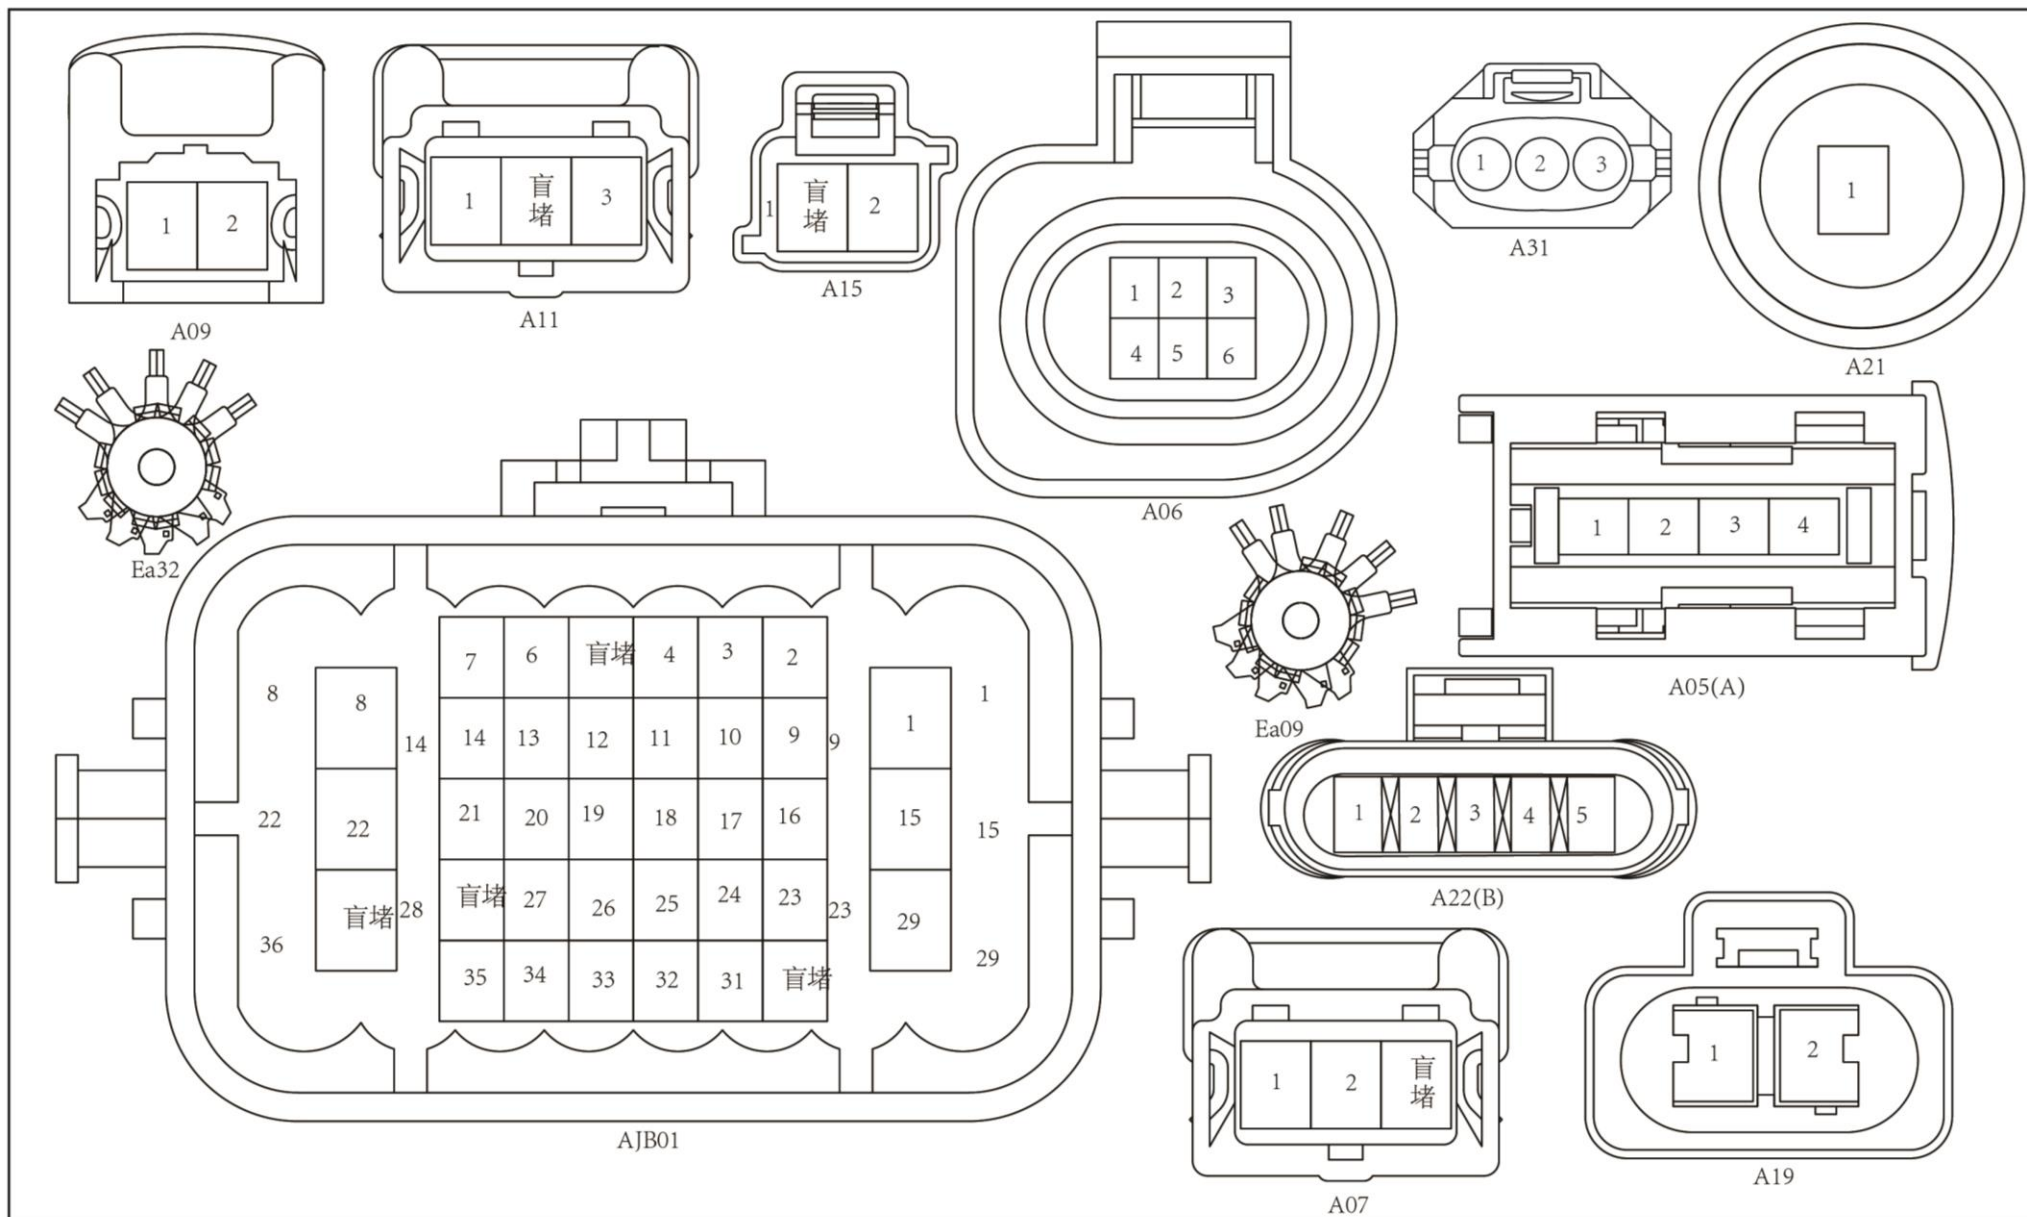 1 2
A09
1 盲堵 3
A11
1 盲堵 2
A15
1 2 3
4 5 6
A06
1 2 3
A31
1
A21
Ea32
1 2 3 4
A05(A)
Ea09
1 2 3 4 5
A22(B)
8 8 7 6 盲堵 4 3 2 1 1
14 14 13 12 11 10 9 9
22 22 21 20 19 18 17 16 15 15
36 盲堵 28 盲堵 27 26 25 24 23 23 29 29
35 34 33 32 31 盲堵
AJB01
1 2 盲堵
A07
1 2
A19